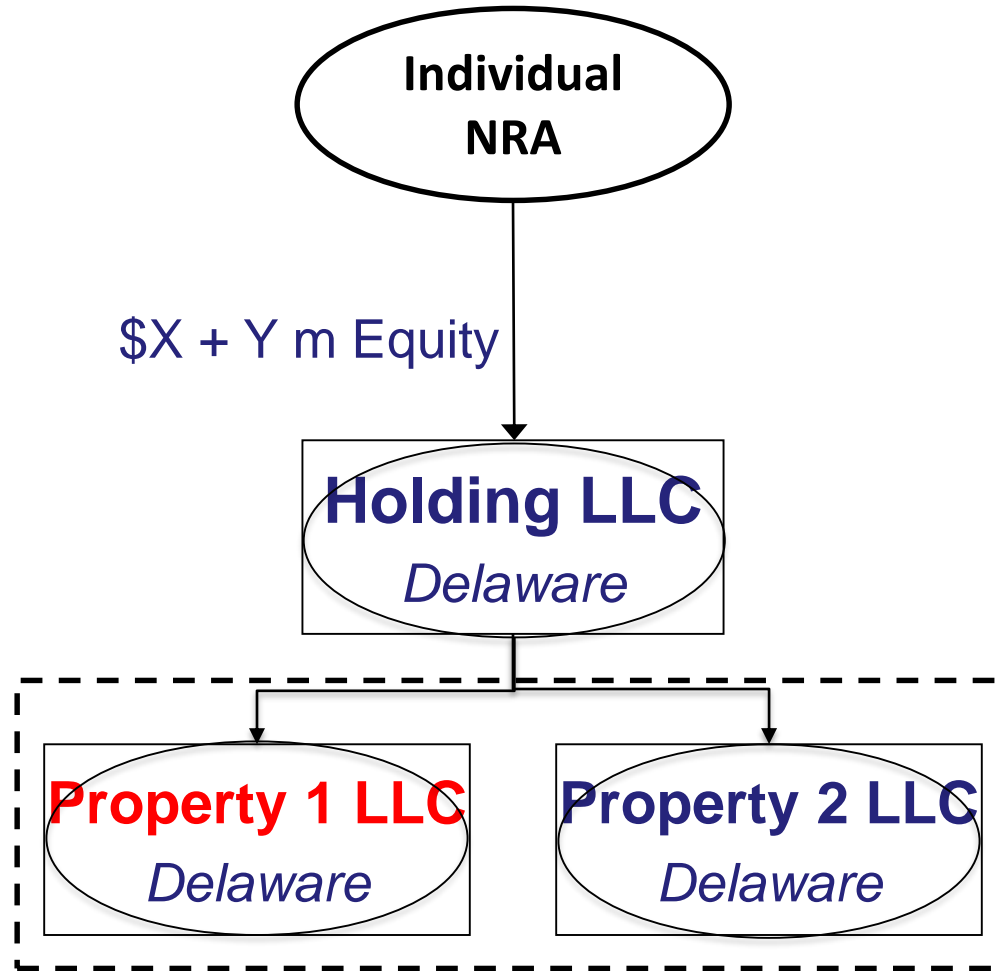 Individual
NRA
$X + Y m Equity
Holding LLC
Delaware
Property 1 LLC
Delaware
Property 2 LLC
Delaware